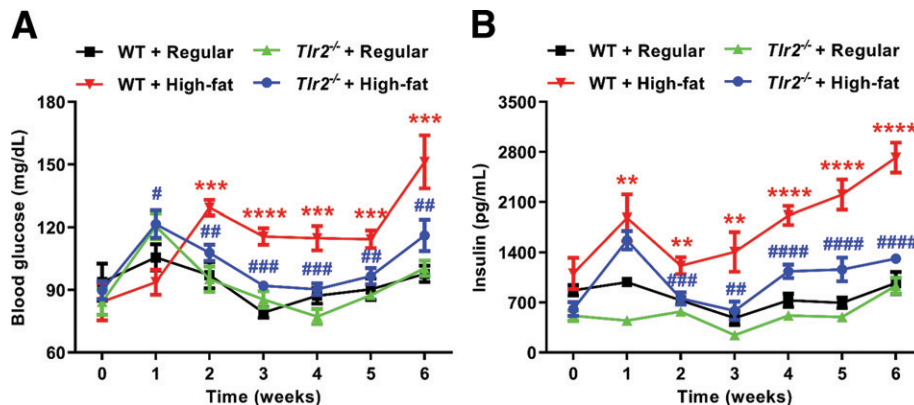 A
WT + Regular
Tlr2-/- + Regular
WT + High-fat
Tlr2-/- + High-fat
Blood glucose (mg/dL)
180
150
120
90
60
#
***
##
****
###
***
###
***
##
***
##
0 1 2 3 4 5 6
Time (weeks)
B
WT + Regular
Tlr2-/- + Regular
WT + High-fat
Tlr2-/- + High-fat
Insulin (pg/mL)
3500
2800
2100
1400
700
0
**
**
###
**
##
****
####
****
####
****
####
0 1 2 3 4 5 6
Time (weeks)